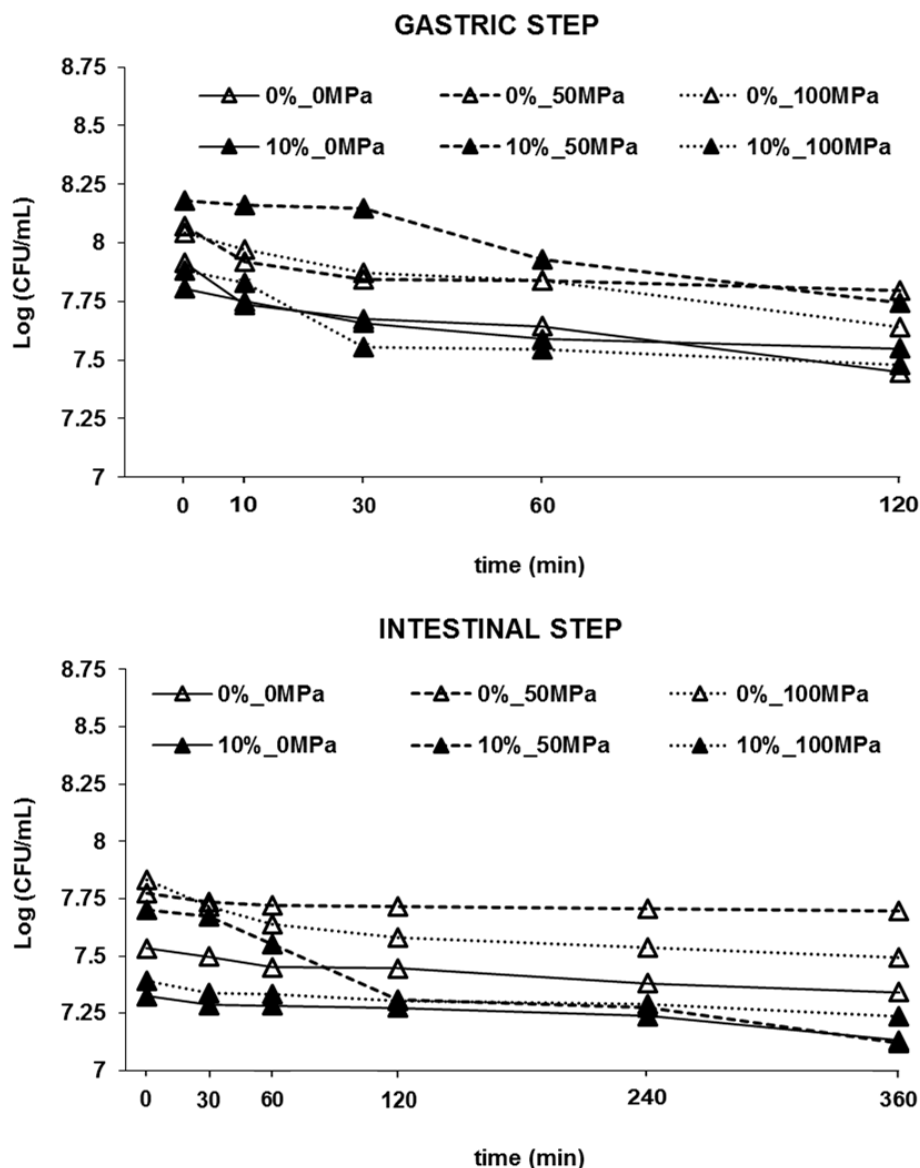 GASTRIC STEP
8.75
0%_0MPa 0%_50MPa 0%_100MPa
8.5
10%_0MPa 10%_50MPa 10%_100MPa
8.25
8
7.75
7.5
7.25
7
Log (CFU/mL)
0 10 30 60 120
time (min)
INTESTINAL STEP
8.75
0%_0MPa 0%_50MPa 0%_100MPa
8.5
10%_0MPa 10%_50MPa 10%_100MPa
8.25
8
7.75
7.5
7.25
7
Log (CFU/mL)
0 30 60 120 240 360
time (min)